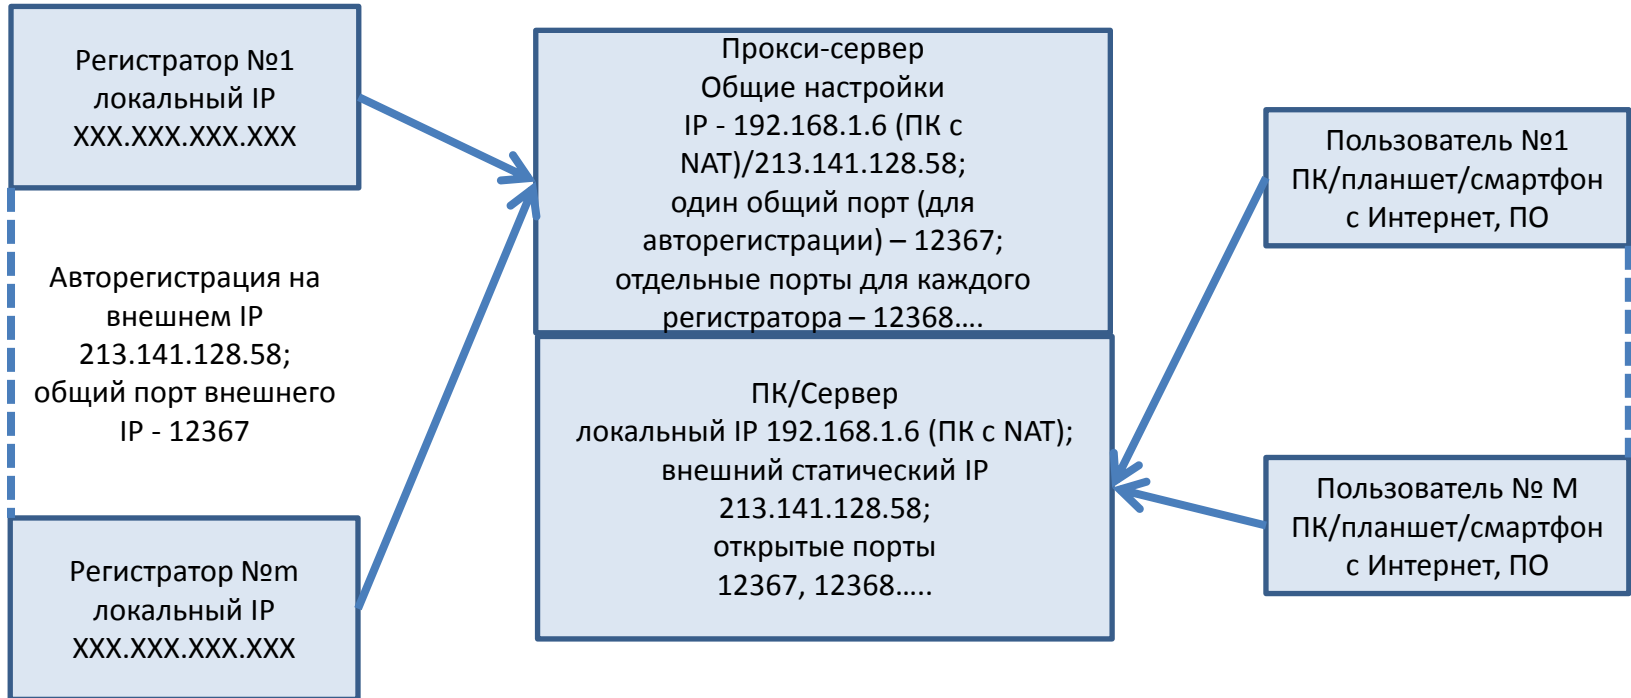 Регистратор №1
локальный IP
XXX.XXX.XXX.XXX
Авторегистрация на
внешнем IP
213.141.128.58;
общий порт внешнего
IP - 12367
Регистратор №m
локальный IP
XXX.XXX.XXX.XXX
Прокси-сервер
Общие настройки
IP - 192.168.1.6 (ПК с
NAT)/213.141.128.58;
один общий порт (для
авторегистрации) – 12367;
отдельные порты для каждого
регистратора – 12368….
ПК/Сервер
локальный IP 192.168.1.6 (ПК с NAT);
внешний статический IP
213.141.128.58;
открытые порты
12367, 12368…..
Пользователь №1
ПК/планшет/смартфон
с Интернет, ПО
Пользователь № M
ПК/планшет/смартфон
с Интернет, ПО